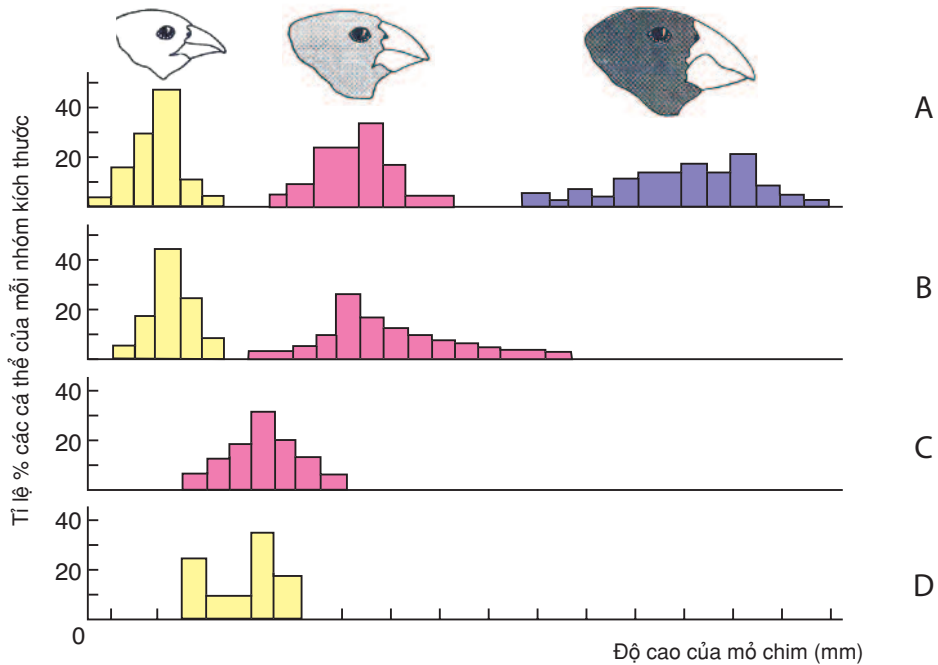 Tỉ lệ % các cá thể của mỗi nhóm kích thước
40
20
A
40
20
B
40
20
C
40
20
D
0
Độ cao của mỏ chim (mm)